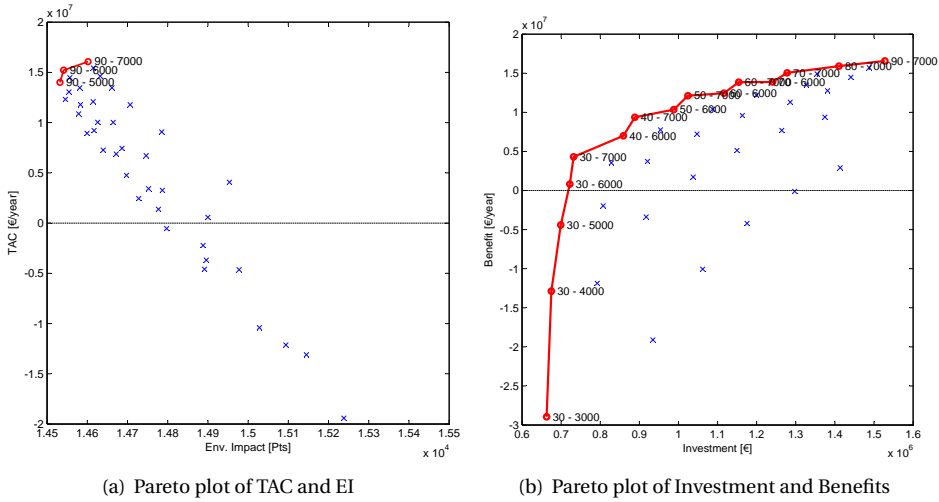 x 10^7
2
1.5
1
0.5
0
-0.5
-1
-1.5
-2
TAC [€/year]
90 - 7000
90 - 6000
90 - 5000
1.45 1.46 1.47 1.48 1.49 1.5 1.51 1.52 1.53 1.54 1.55
Env. Impact [Pts]
x 10^4
(a) Pareto plot of TAC and EI
x 10^7
2
1.5
1
0.5
0
-0.5
-1
-1.5
-2
-2.5
-3
Benefit [€/year]
90 - 7000
80 - 7000
70 - 7000
70 - 6000
60 - 7000
60 - 6000
50 - 7000
50 - 6000
40 - 7000
40 - 6000
30 - 7000
30 - 6000
30 - 5000
30 - 4000
30 - 3000
0.6 0.7 0.8 0.9 1 1.1 1.2 1.3 1.4 1.5 1.6
Investment [€]
x 10^6
(b) Pareto plot of Investment and Benefits